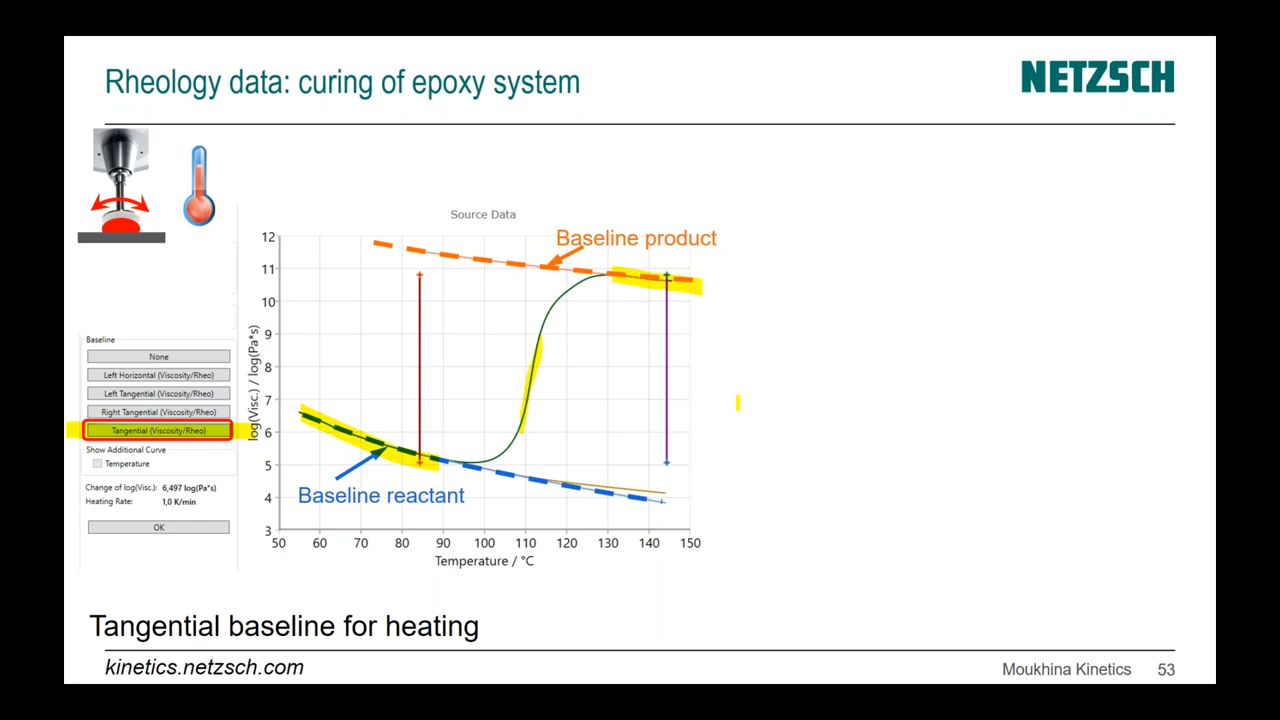 Rheology data: curing of epoxy system
NETZSCH
Source Data
Baseline product
12
11
10
9
8
7
6
5
4
3
log(Visc.) / log(Pa*s)
Baseline reactant
50 60 70 80 90 100 110 120 130 140 150
Temperature / °C
Baseline
None
Left Horizontal (Viscosity/Rheo)
Left Tangential (Viscosity/Rheo)
Right Tangential (Viscosity/Rheo)
Tangential (Viscosity/Rheo)
Show Additional Curve
Temperature
Change of log(Visc.): 6,497 log(Pa*s)
Heating Rate: 1,0 K/min
OK
Tangential baseline for heating
kinetics.netzsch.com
Moukhina Kinetics 53